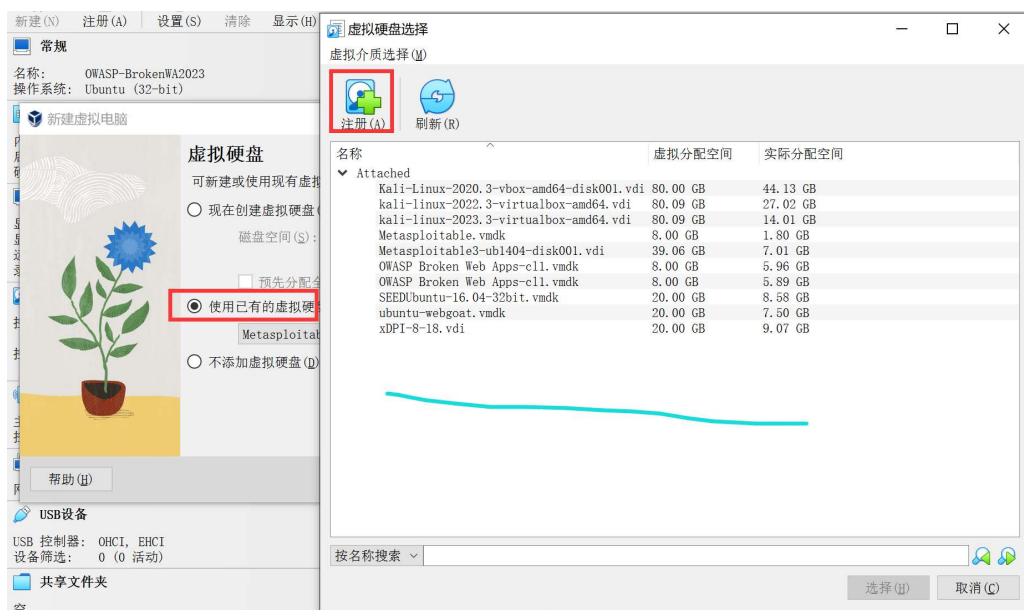 新建(N) 注册(A) 设置(S) 清除 显示(H)
常规
名称: OWASP-BrokenWA2023
操作系统: Ubuntu (32-bit)
新建虚拟电脑
虚拟硬盘
可新建或使用现有虚拟
现在创建虚拟硬盘(
磁盘空间(S):
预先分配全
使用已有的虚拟硬
Metasploitab
不添加虚拟硬盘(D)
帮助(H)
USB设备
USB 控制器: OHCI, EHCI
设备筛选: 0 (0 活动)
共享文件夹
空
虚拟硬盘选择
虚拟介质选择(M)
注册(A) 刷新(R)
名称 虚拟分配空间 实际分配空间
Attached
Kali-Linux-2020.3-vbox-amd64-disk001.vdi 80.00 GB 44.13 GB
kali-linux-2022.3-virtualbox-amd64.vdi 80.09 GB 27.02 GB
kali-linux-2023.3-virtualbox-amd64.vdi 80.09 GB 14.01 GB
Metasploitable.vmdk 8.00 GB 1.80 GB
Metasploitable3-ub1404-disk001.vdi 39.06 GB 7.01 GB
OWASP Broken Web Apps-cl1.vmdk 8.00 GB 5.96 GB
OWASP Broken Web Apps-cl1.vmdk 8.00 GB 5.89 GB
SEEDUbuntu-16.04-32bit.vmdk 20.00 GB 8.58 GB
ubuntu-webgoat.vmdk 20.00 GB 7.50 GB
xDPI-8-18.vdi 20.00 GB 9.07 GB
按名称搜索
选择(H) 取消(C)